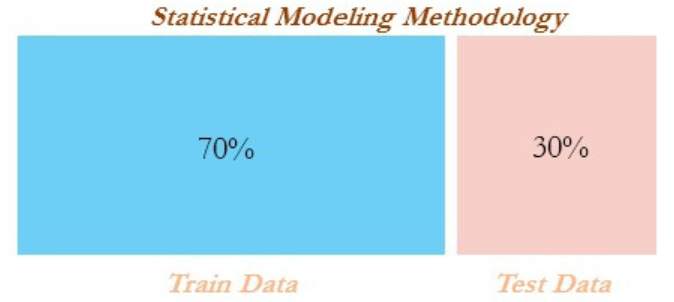 Statistical Modeling Methodology
70%
30%
Train Data
Test Data